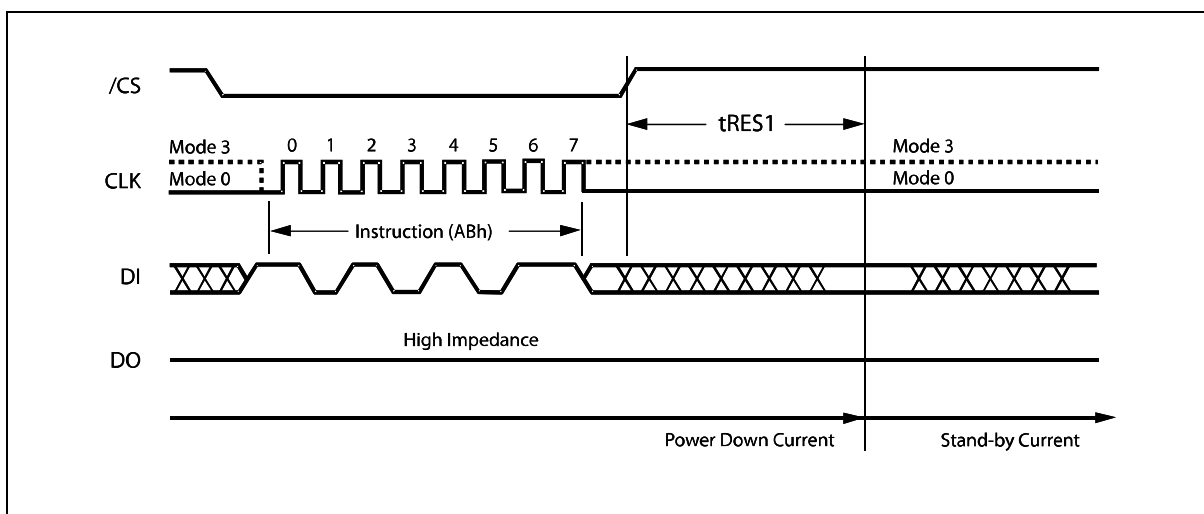 /CS
tRES1
Mode 3
0 1 2 3 4 5 6 7
Mode 3
CLK
Mode 0
Mode 0
Instruction (ABh)
DI
High Impedance
DO
Power Down Current
Stand-by Current